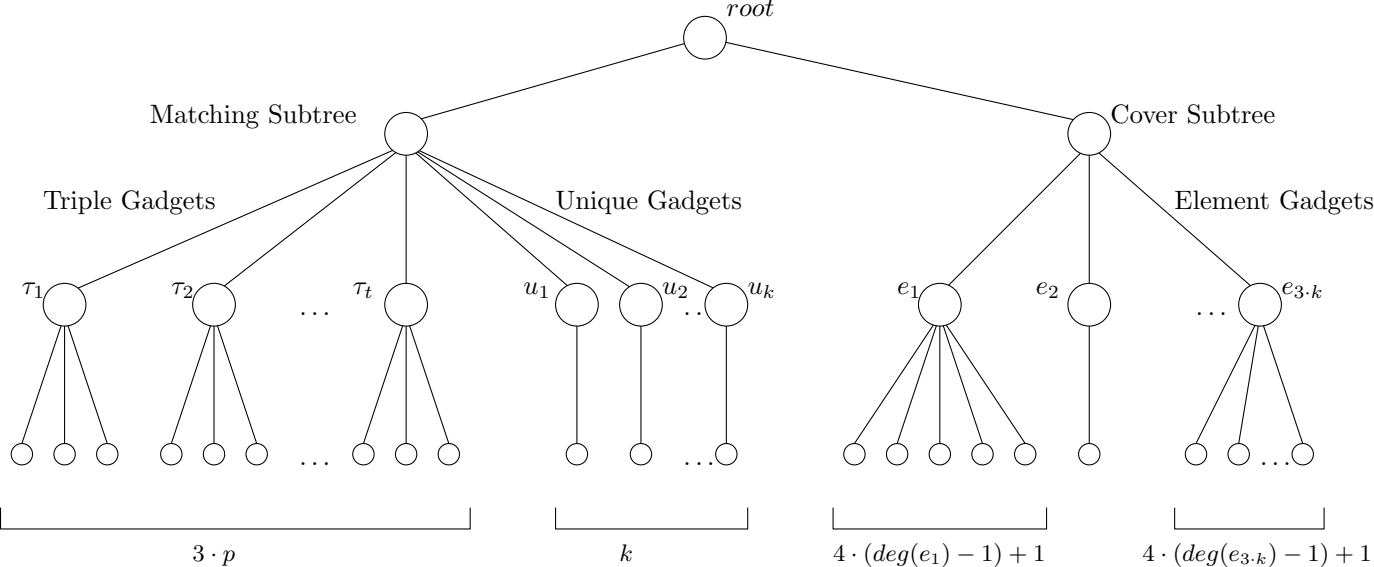 root
Matching Subtree
Cover Subtree
Triple Gadgets
Unique Gadgets
Element Gadgets
τ₁
τ₂
...
τₜ
u₁
u₂
...
uₖ
e₁
e₂
...
e₃·ₖ
...
...
...
3 · p
k
4 · (deg(e₁) − 1) + 1
4 · (deg(e₃·ₖ) − 1) + 1